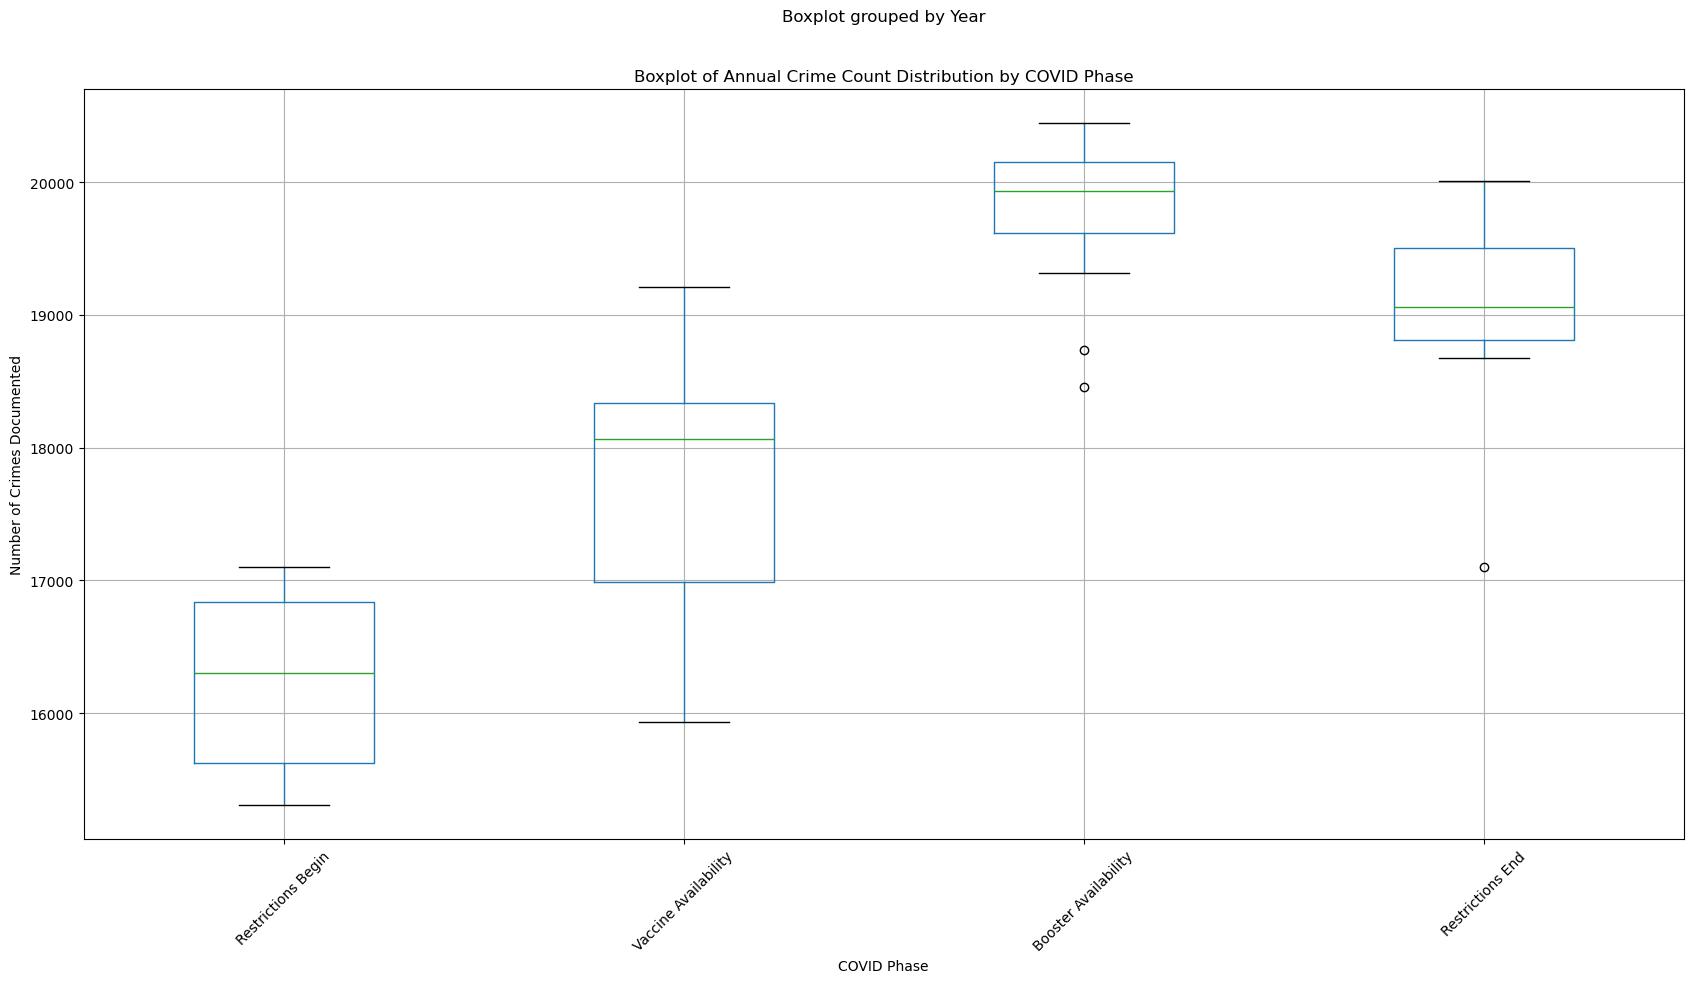 Boxplot grouped by Year
Boxplot of Annual Crime Count Distribution by COVID Phase
Number of Crimes Documented
20000
19000
18000
17000
16000
Restrictions Begin
Vaccine Availability
Booster Availability
Restrictions End
COVID Phase